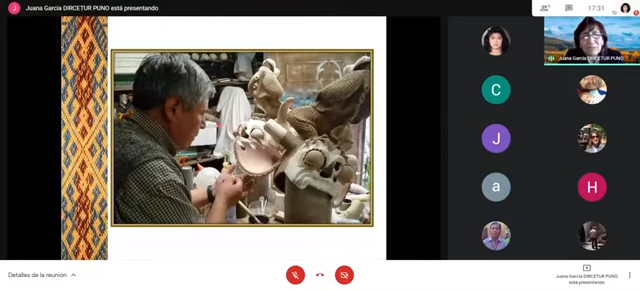 J
Juana Garcia DIRCETUR PUNO está presentando
17:31
Juana Garcia DIRCETUR PUNO
C
J
a
H
Detalles de la reunión
Juana Garcia DIRCETUR PUNO
está presentando